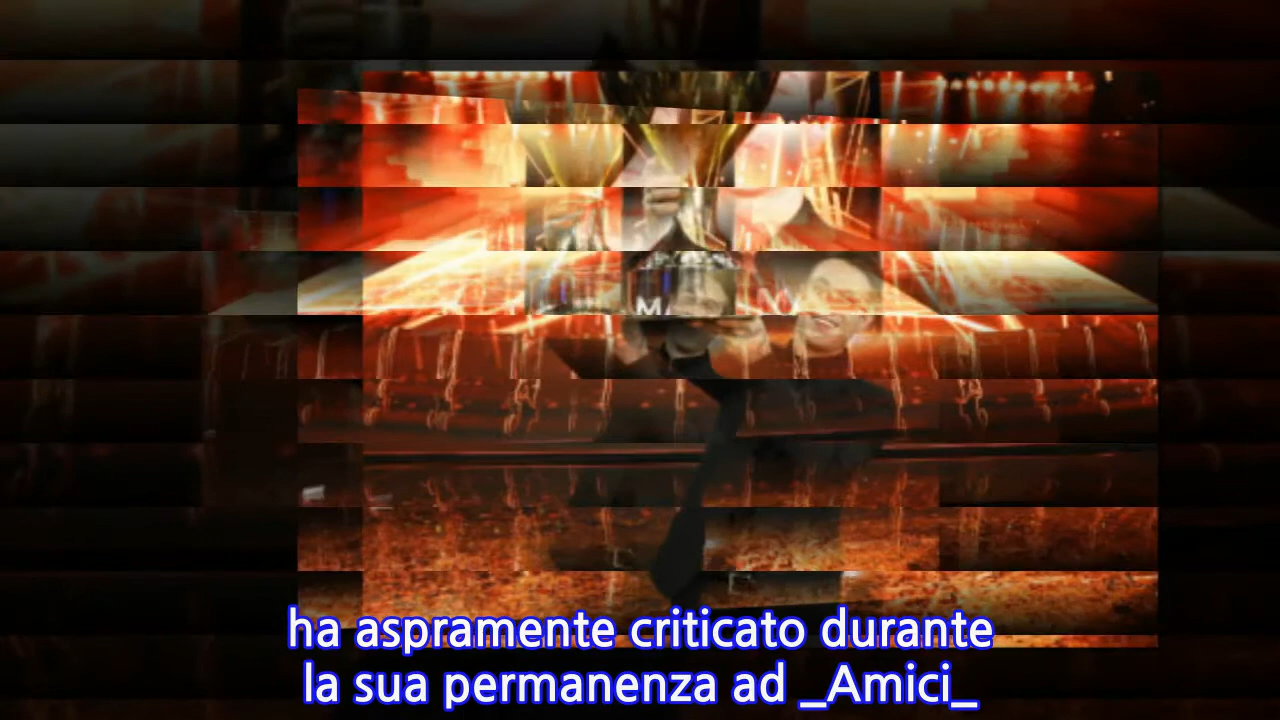 ha aspramente criticato durante
la sua permanenza ad _Amici_